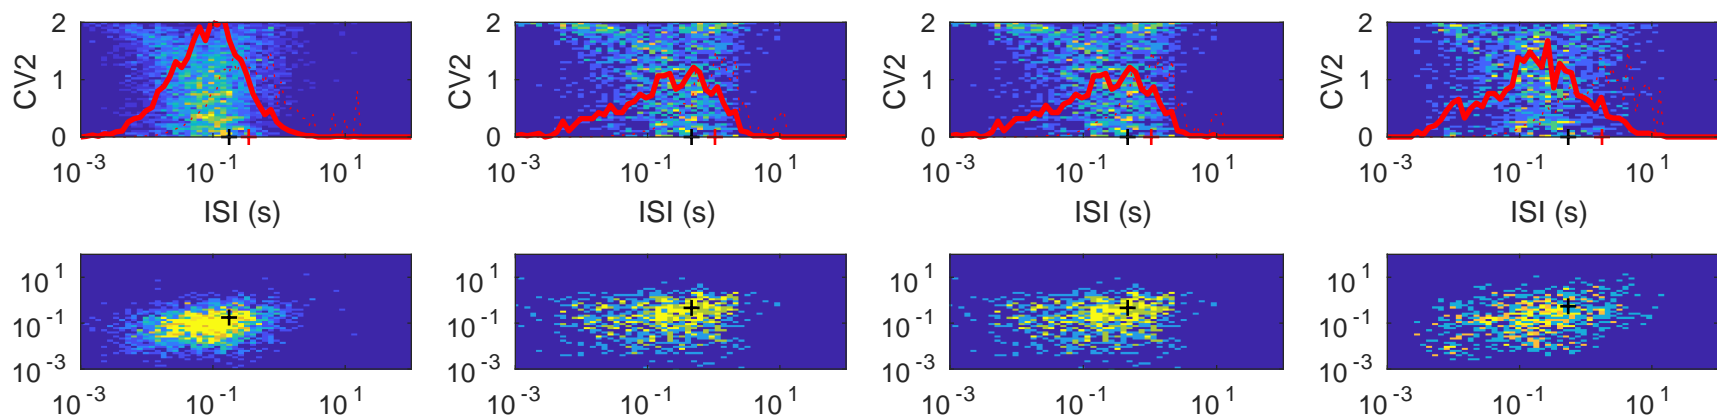 2 2 2 2
CV2 CV2 CV2 CV2
1 1 1 1
0 0 0 0
10^-3 10^-1 10^1 10^-3 10^-1 10^1 10^-3 10^-1 10^1 10^-3 10^-1 10^1
ISI (s) ISI (s) ISI (s) ISI (s)
10^1 10^1 10^1 10^1
10^-1 10^-1 10^-1 10^-1
10^-3 10^-3 10^-3 10^-3
10^-3 10^-1 10^1 10^-3 10^-1 10^1 10^-3 10^-1 10^1 10^-3 10^-1 10^1